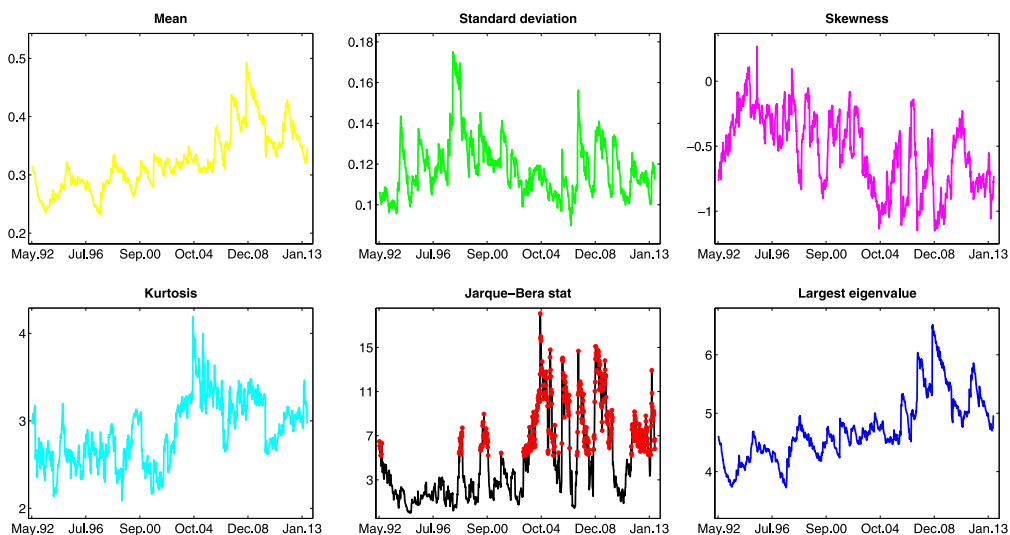 Mean
0.5
0.4
0.3
0.2
May.92 Jul.96 Sep.00 Oct.04 Dec.08 Jan.13
Standard deviation
0.18
0.16
0.14
0.12
0.1
May.92 Jul.96 Sep.00 Oct.04 Dec.08 Jan.13
Skewness
0
−0.5
−1
May.92 Jul.96 Sep.00 Oct.04 Dec.08 Jan.13
Kurtosis
4
3
2
May.92 Jul.96 Sep.00 Oct.04 Dec.08 Jan.13
Jarque−Bera stat
15
11
7
3
May.92 Jul.96 Sep.00 Oct.04 Dec.08 Jan.13
Largest eigenvalue
6
5
4
May.92 Jul.96 Sep.00 Oct.04 Dec.08 Jan.13